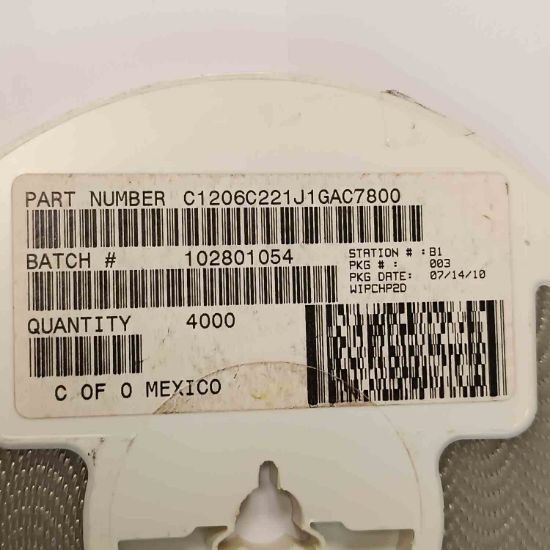 PART NUMBER C1206C221J1GAC7800
BATCH # 102801054
STATION # : B1
PKG # : 003
PKG DATE: 07/14/10
WIPCHP2D
QUANTITY 4000
C OF O MEXICO